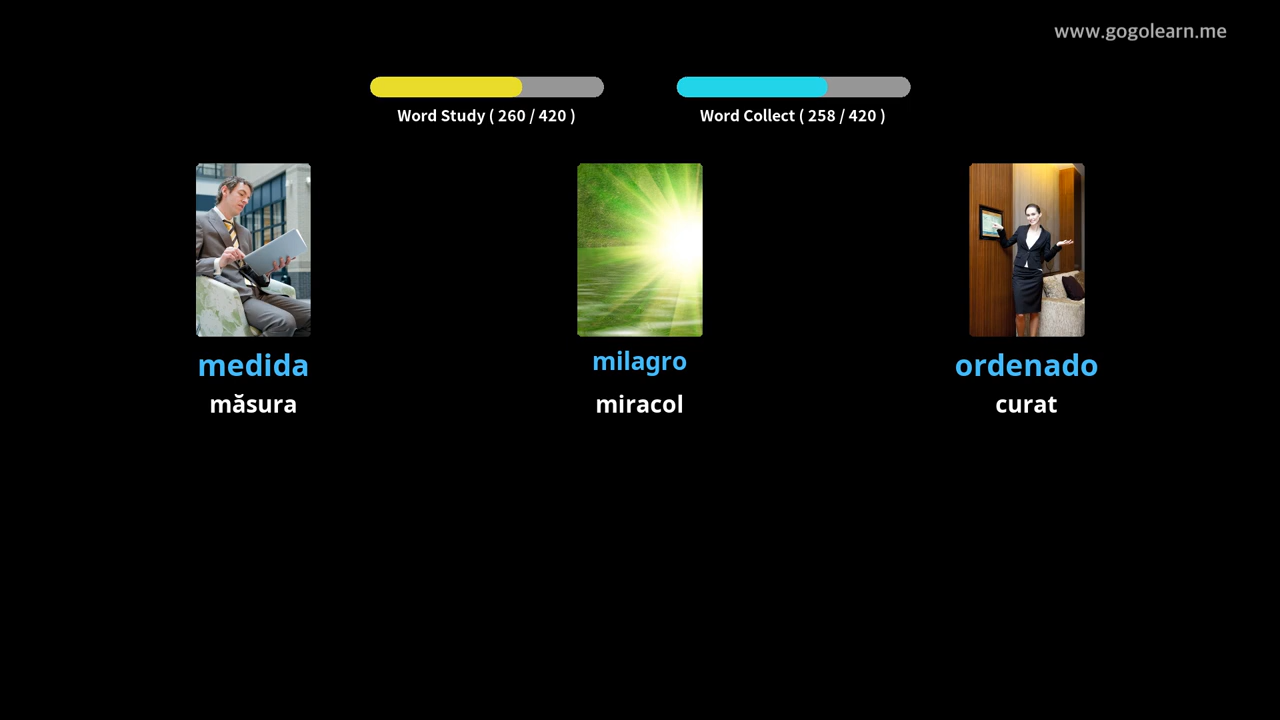 www.gogolearn.me
Word Study ( 260 / 420 )
Word Collect ( 258 / 420 )
medida
milagro
ordenado
măsura
miracol
curat